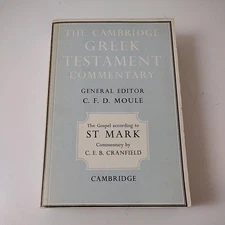 THE CAMBRIDGE
GREEK
TESTAMENT
COMMENTARY
GENERAL EDITOR
C. F. D. MOULE
The Gospel according to
ST MARK
Commentary by
C. E. B. CRANFIELD
CAMBRIDGE